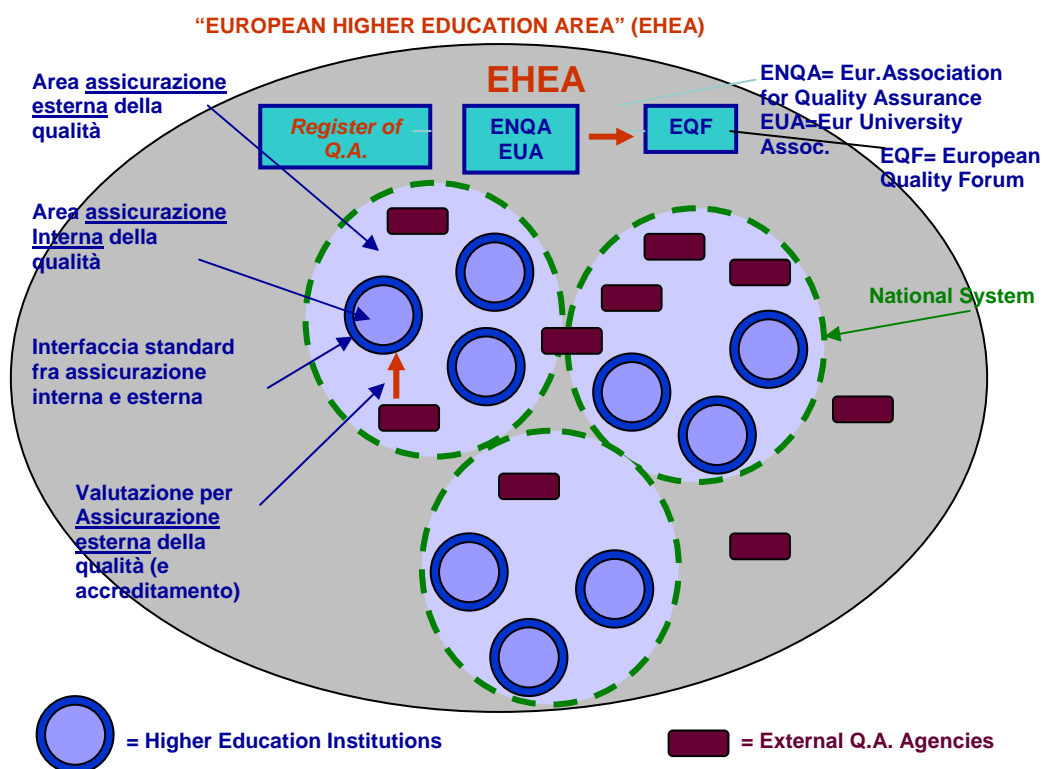 “EUROPEAN HIGHER EDUCATION AREA” (EHEA)
EHEA
Area assicurazione
esterna della
qualità
Register of
Q.A.
ENQA
EUA
EQF
ENQA= Eur.Association
for Quality Assurance
EUA=Eur University
Assoc.
EQF= European
Quality Forum
Area assicurazione
Interna della
qualità
National System
Interfaccia standard
fra assicurazione
interna e esterna
Valutazione per
Assicurazione
esterna della
qualità (e
accreditamento)
= Higher Education Institutions
= External Q.A. Agencies